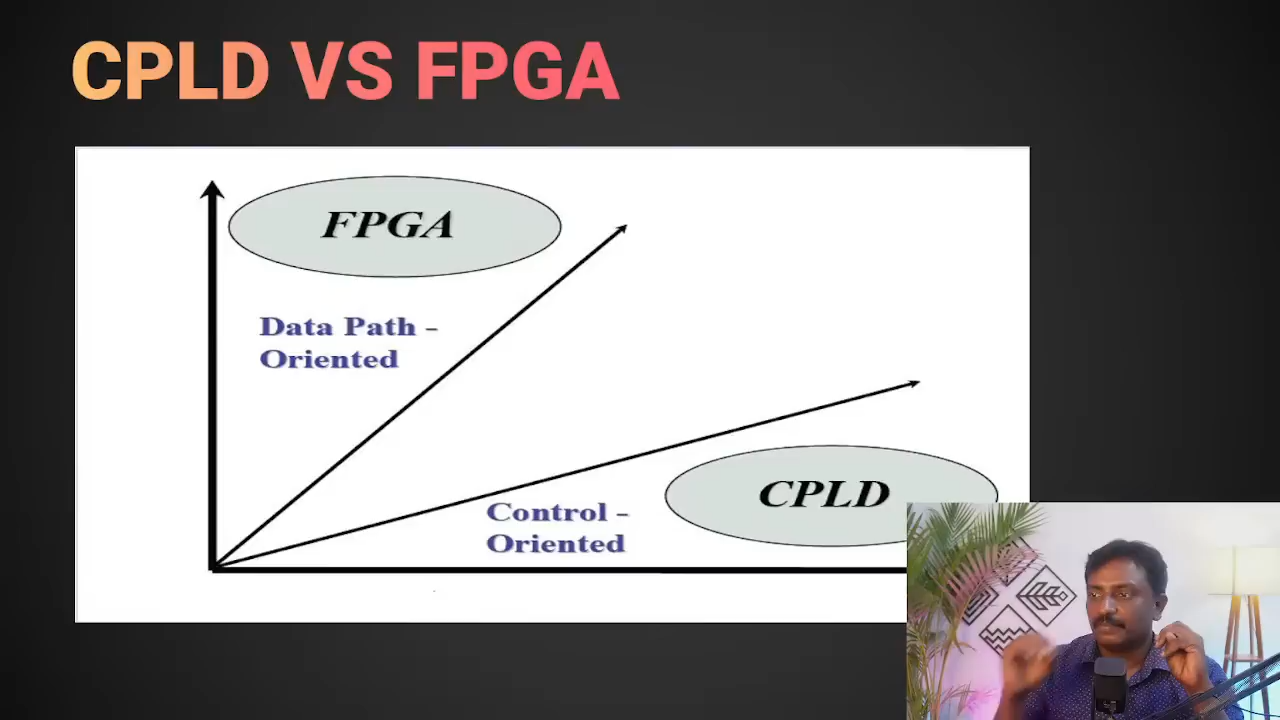 CPLD VS FPGA
FPGA
Data Path -
Oriented
CPLD
Control -
Oriented